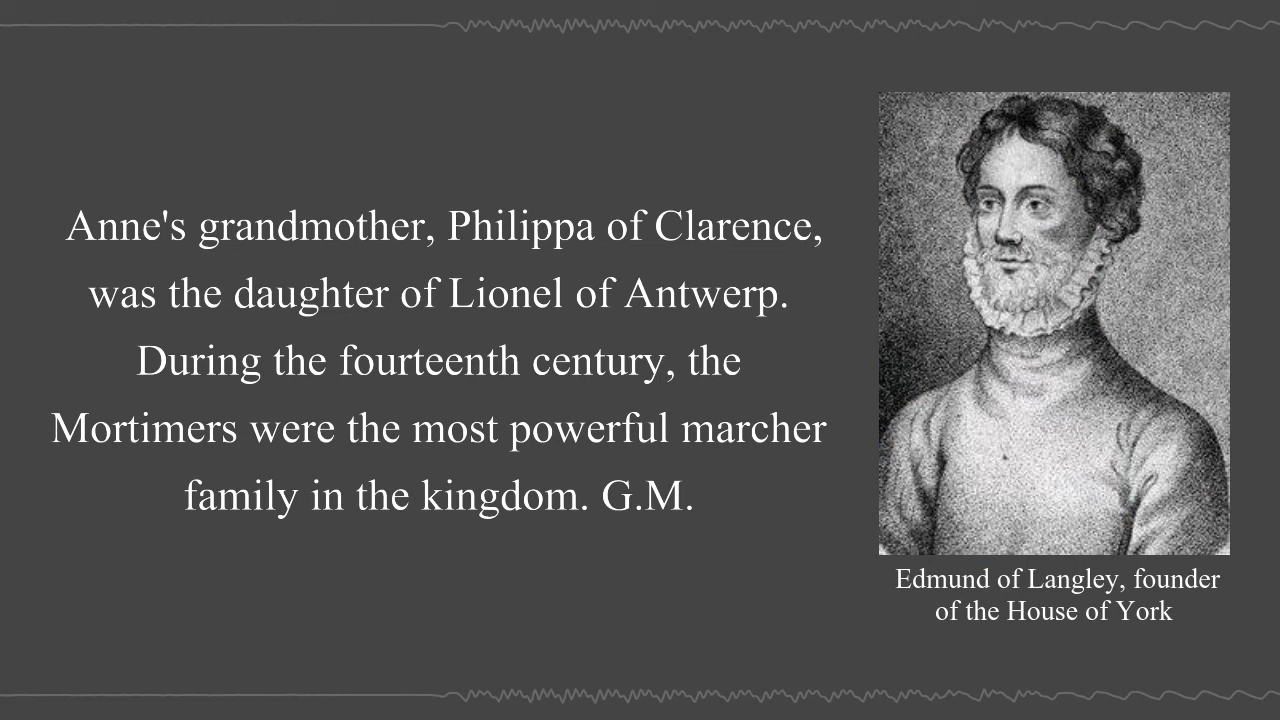 Anne's grandmother, Philippa of Clarence,
was the daughter of Lionel of Antwerp.
During the fourteenth century, the
Mortimers were the most powerful marcher
family in the kingdom. G.M.
Edmund of Langley, founder
of the House of York